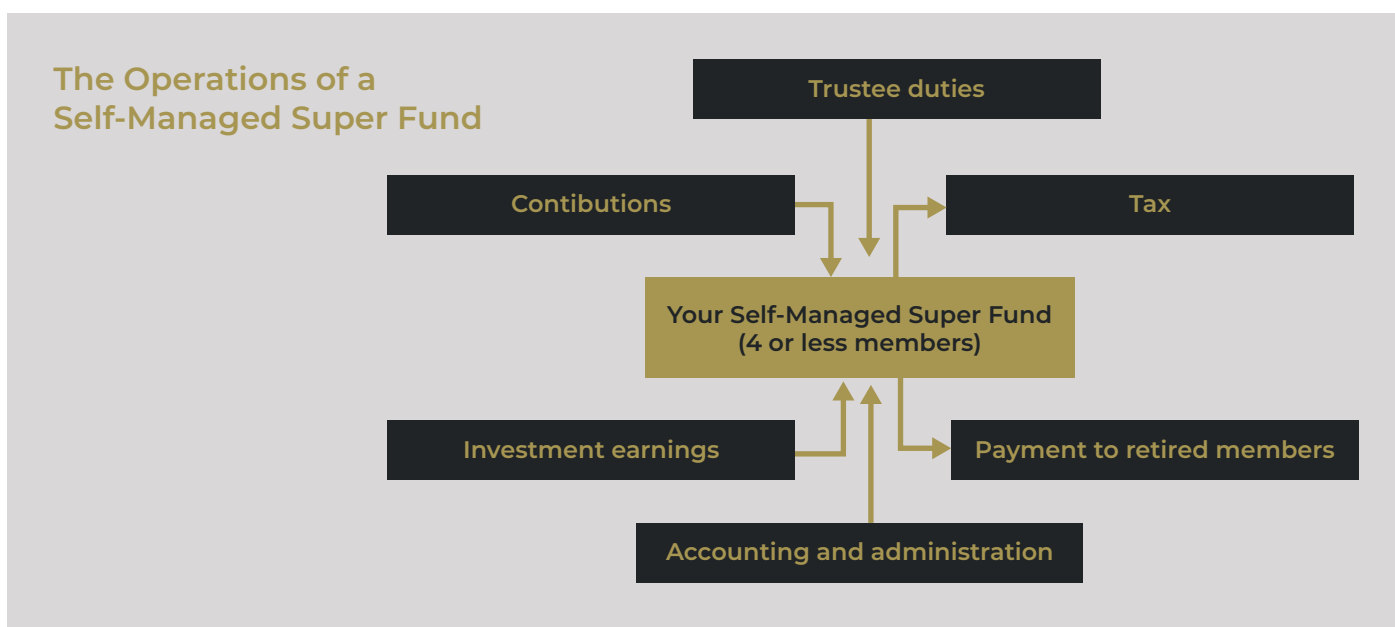 The Operations of a
Self-Managed Super Fund
Trustee duties
Contibutions
Tax
Your Self-Managed Super Fund
(4 or less members)
Investment earnings
Payment to retired members
Accounting and administration